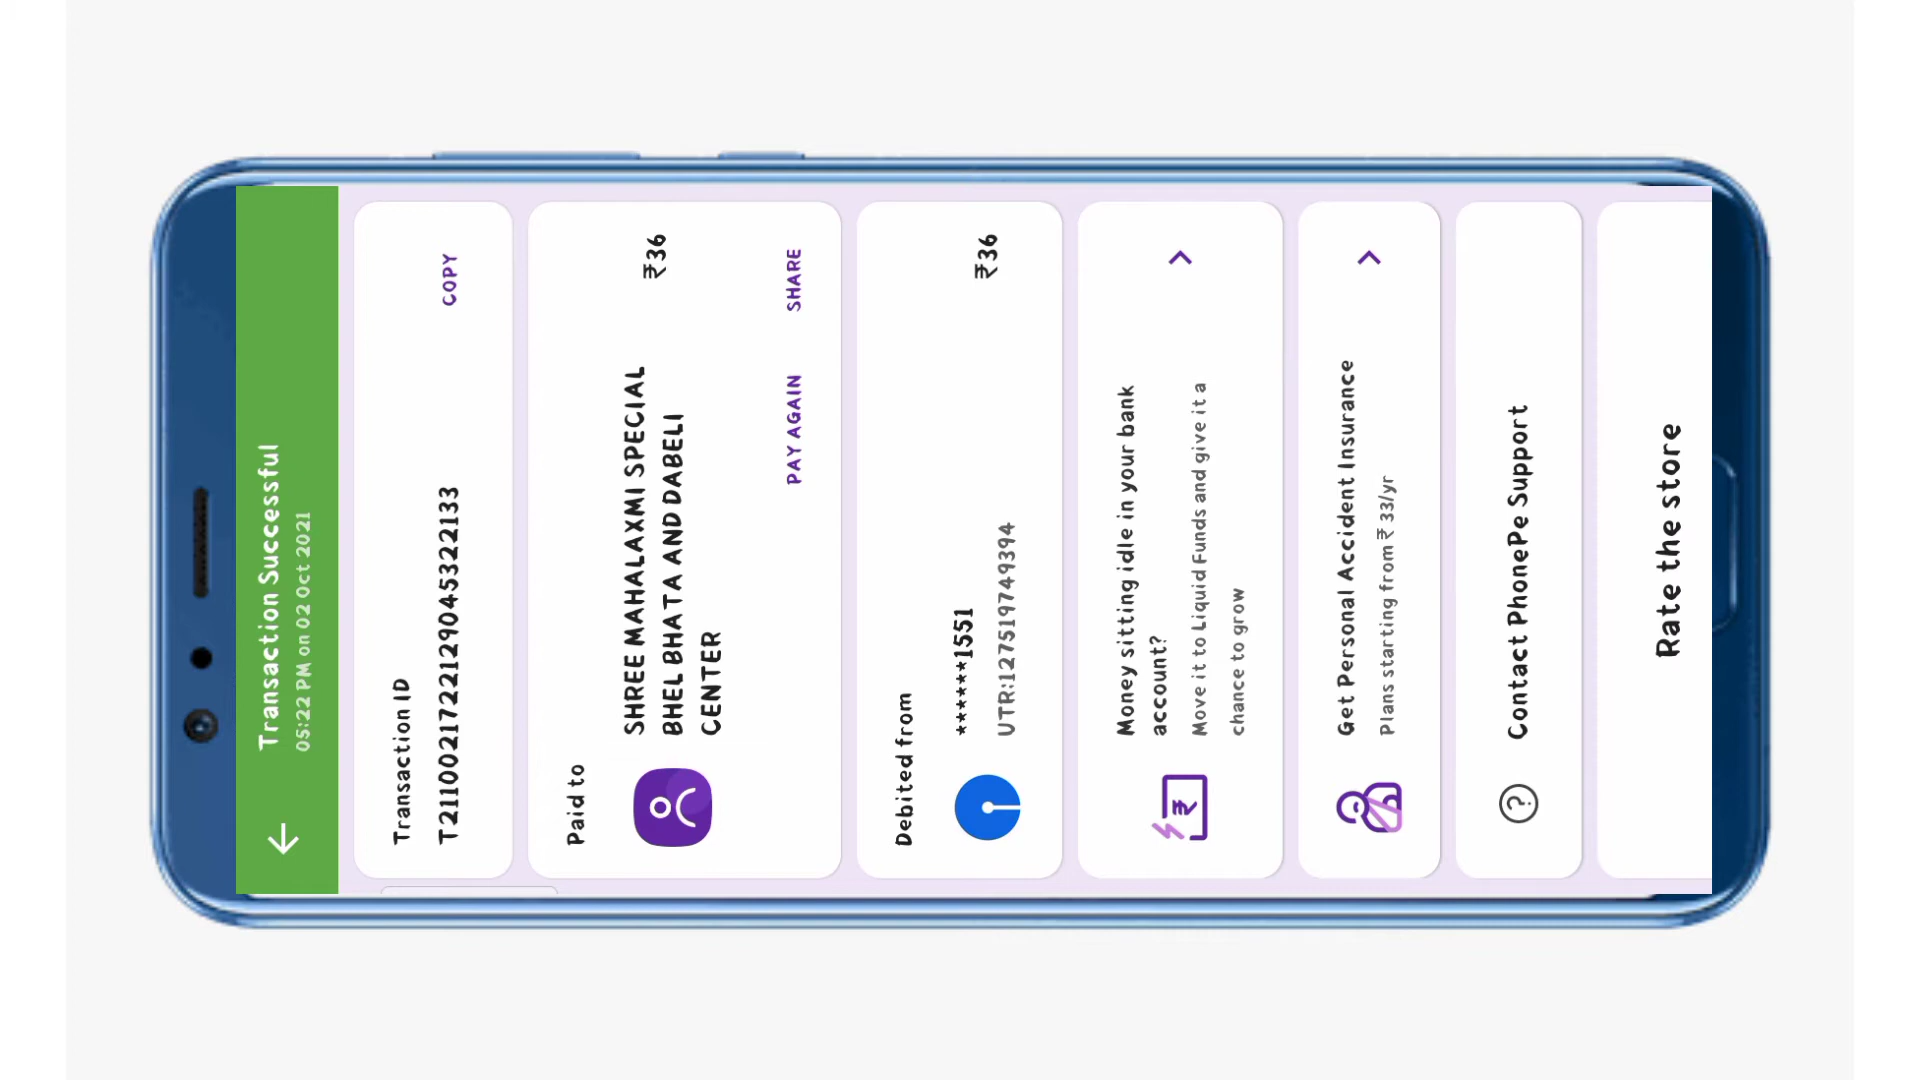 Transaction Successful
05:22 PM on 02 Oct 2021
Transaction ID
T2110021722129045322133
COPY
Paid to
SHREE MAHALAXMI SPECIAL
₹36
BHEL BHATA AND DABELI
CENTER
PAY AGAIN
SHARE
Debited from
******1551
₹36
UTR:127519749394
Money sitting idle in your bank
account?
Move it to Liquid Funds and give it a
chance to grow
Get Personal Accident Insurance
Plans starting from ₹ 33/yr
Contact PhonePe Support
Rate the store